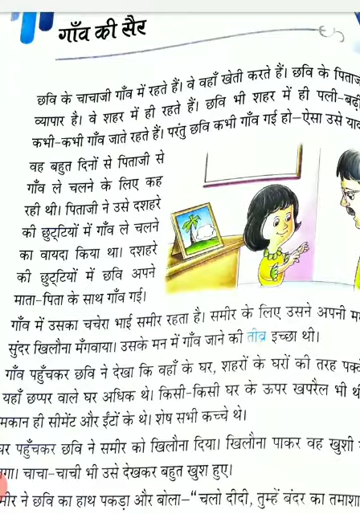 गाँव की सैर
छवि के चाचाजी गाँव में रहते हैं। वे वहाँ खेती करते हैं। छवि के पिताज
व्यापार है। वे शहर में ही रहते हैं। छवि भी शहर में ही पली-बढ़ी
कभी-कभी गाँव जाते रहते हैं। परंतु छवि कभी गाँव गई हो—ऐसा उसे याद
वह बहुत दिनों से पिताजी से
गाँव ले चलने के लिए कह
रही थी। पिताजी ने उसे दशहरे
की छुट्टियों में गाँव ले चलने
का वायदा किया था। दशहरे
की छुट्टियों में छवि अपने
माता-पिता के साथ गाँव गई।
गाँव में उसका चचेरा भाई समीर रहता है। समीर के लिए उसने अपनी म
सुंदर खिलौना मँगवाया। उसके मन में गाँव जाने की तीव्र इच्छा थी।
गाँव पहुँचकर छवि ने देखा कि वहाँ के घर, शहरों के घरों की तरह पक्
यहाँ छप्पर वाले घर अधिक थे। किसी-किसी घर के ऊपर खपरैल भी थी
मकान ही सीमेंट और ईंटों के थे। शेष सभी कच्चे थे।
घर पहुँचकर छवि ने समीर को खिलौना दिया। खिलौना पाकर वह खुशी
गा। चाचा-चाची भी उसे देखकर बहुत खुश हुए।
मीर ने छवि का हाथ पकड़ा और बोला—"चलो दीदी, तुम्हें बंदर का तमाशा